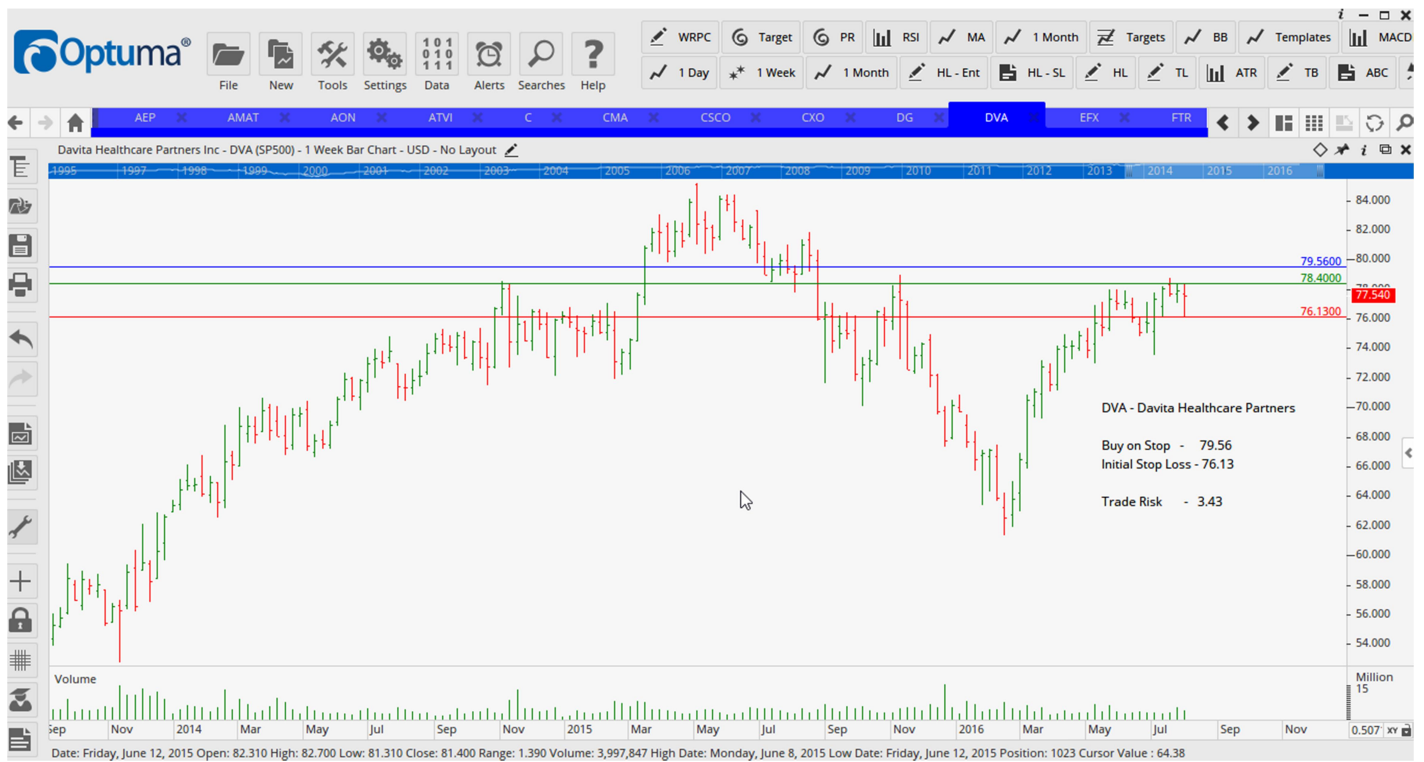 i
Optuma®
File New Tools Settings Data Alerts Searches Help
101
010
111
WRPC Target PR RSI MA 1 Month Targets BB Templates MACD
1 Day 1 Week 1 Month HL - Ent HL - SL HL TL ATR TB ABC
AEP AMAT AON ATVI C CMA CSCO CXO DG DVA EFX FTR
Davita Healthcare Partners Inc - DVA (SP500) - 1 Week Bar Chart - USD - No Layout
1995 1997 1998 1999 2000 2001 2002 2003 2004 2005 2006 2007 2008 2009 2010 2011 2012 2013 2014 2015 2016
84.000
82.000
80.000
79.5600
78.4000
78.000
77.540
76.1300
76.000
74.000
72.000
70.000
DVA - Davita Healthcare Partners
68.000
Buy on Stop - 79.56
Initial Stop Loss - 76.13
66.000
64.000
Trade Risk - 3.43
62.000
60.000
58.000
56.000
54.000
Volume
Million
15
Sep Nov 2014 Mar May Jul Sep Nov 2015 Mar May Jul Sep Nov 2016 Mar May Jul Sep Nov 0.507 XY
Date: Friday, June 12, 2015 Open: 82.310 High: 82.700 Low: 81.310 Close: 81.400 Range: 1.390 Volume: 3,997,847 High Date: Monday, June 8, 2015 Low Date: Friday, June 12, 2015 Position: 1023 Cursor Value : 64.38